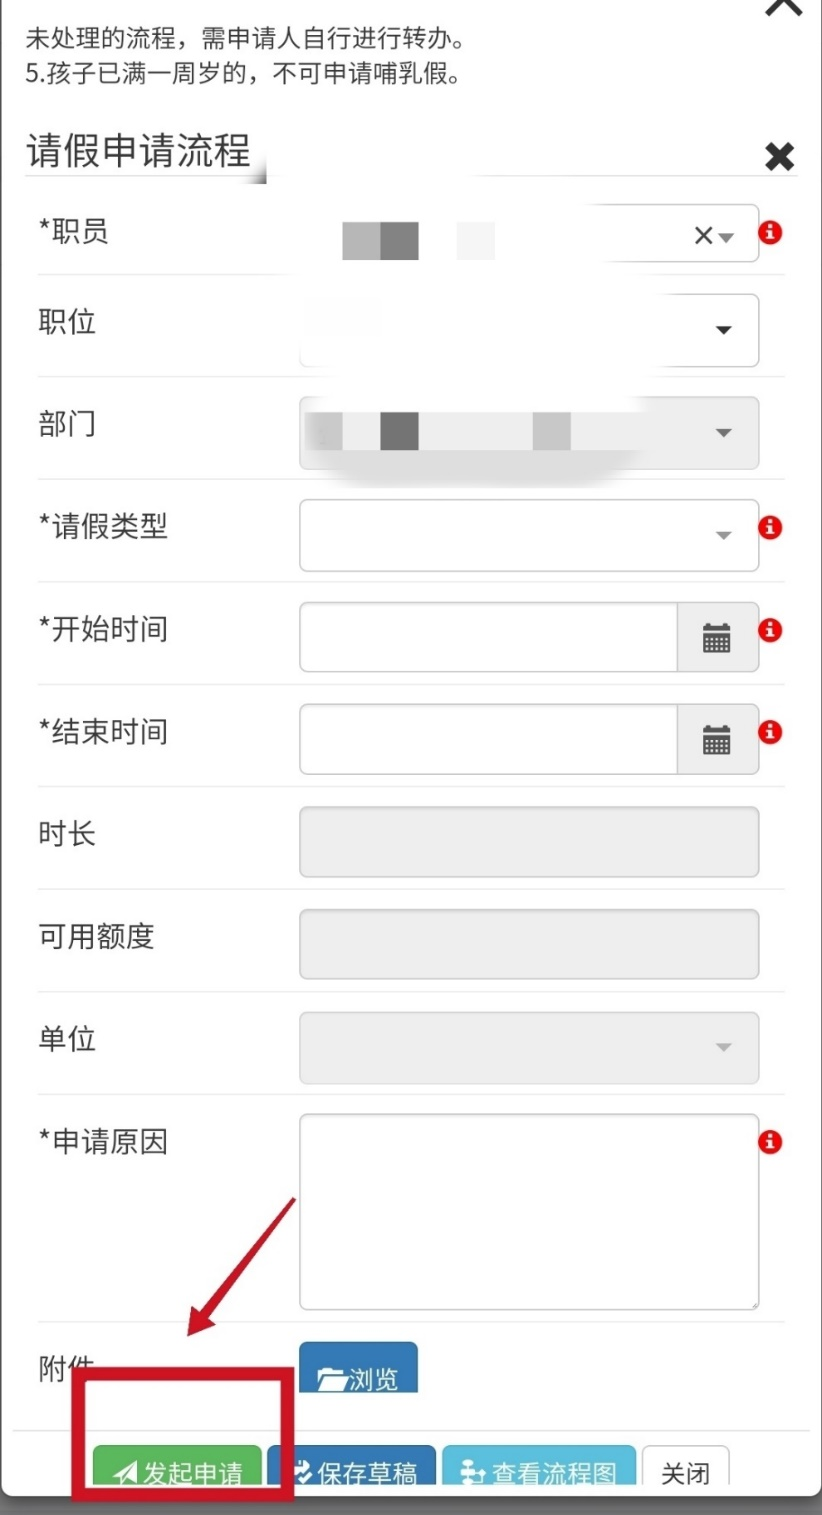 未处理的流程，需申请人自行进行转办。
5.孩子已满一周岁的，不可申请哺乳假。
请假申请流程
*职员
职位
部门
*请假类型
*开始时间
*结束时间
时长
可用额度
单位
*申请原因
附件
浏览
发起申请 保存草稿 查看流程图 关闭